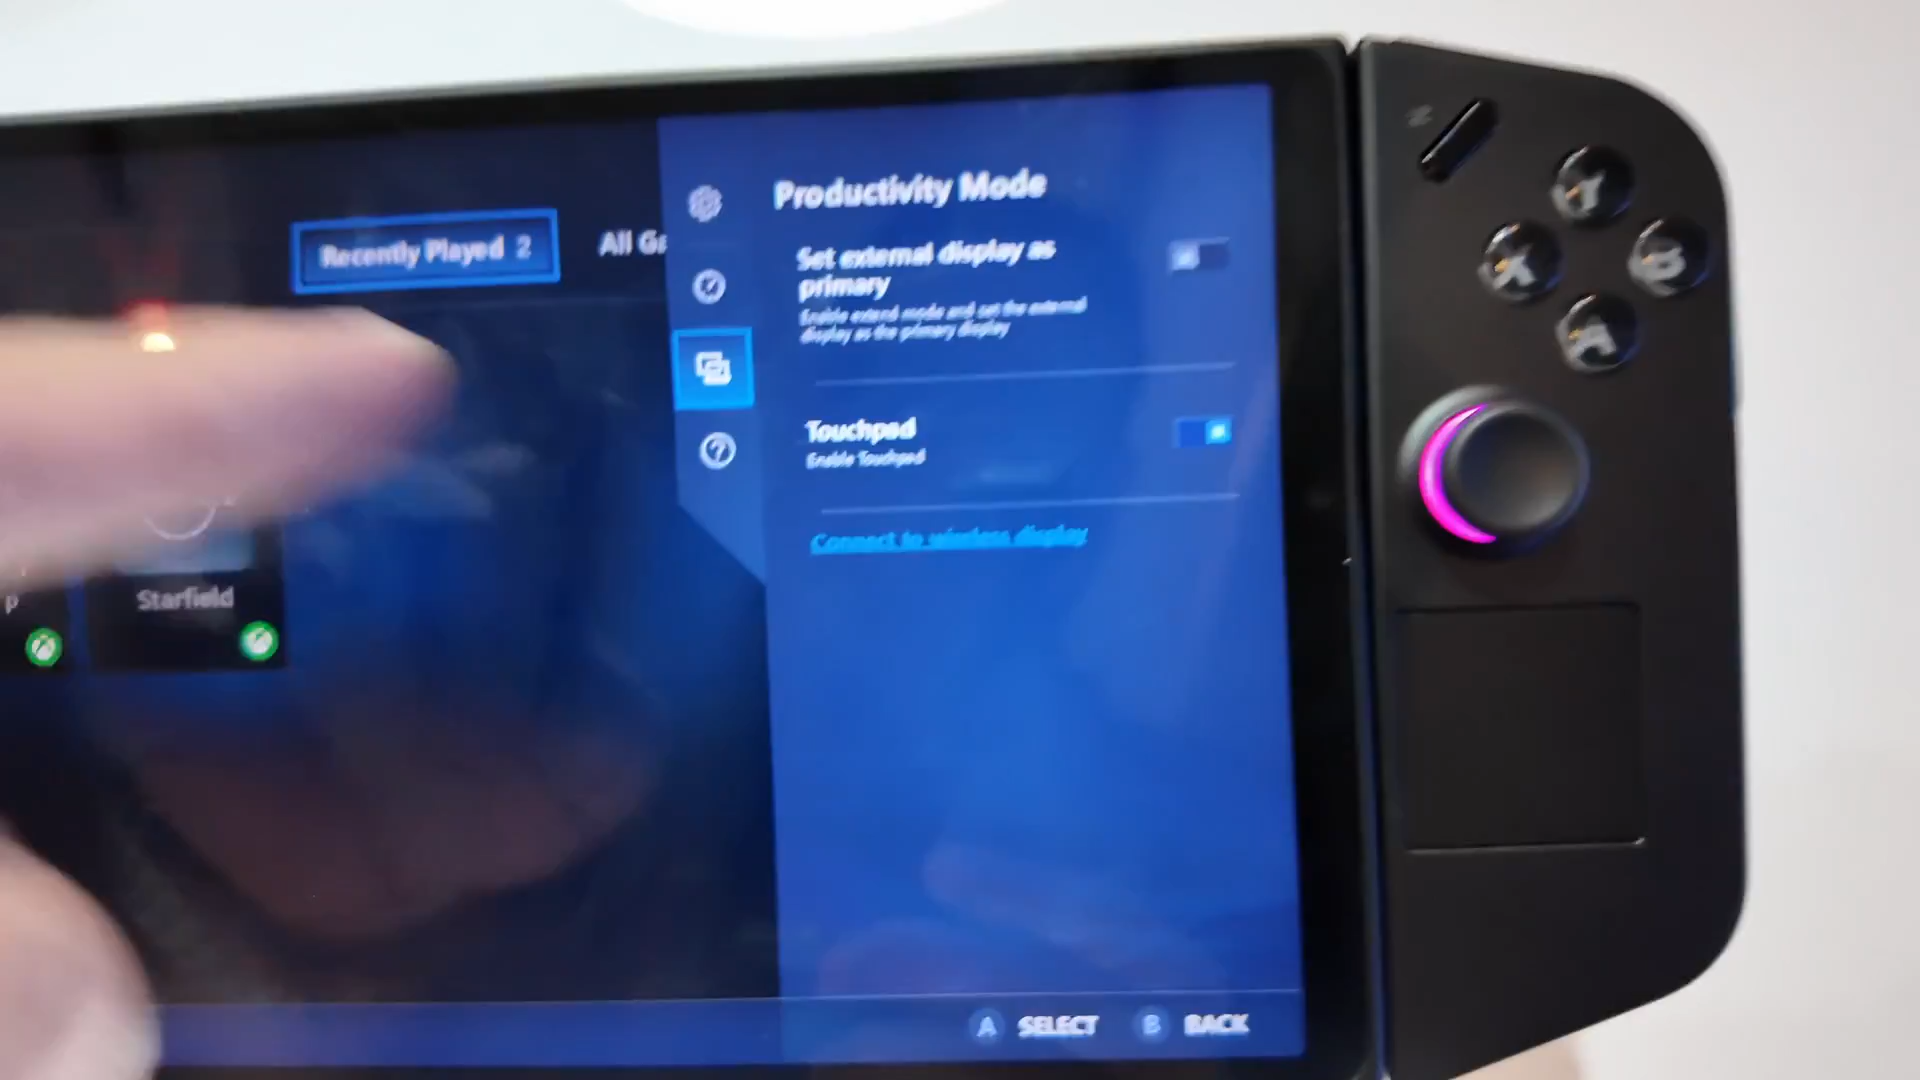 Productivity Mode
Recently Played 2
All Ga
Set external display as
primary
Enable extend mode and set the external
display as the primary display
Touchpad
Enable Touchpad
Connect to wireless display
p
Starfield
A SELECT B BACK
Y
X
B
A